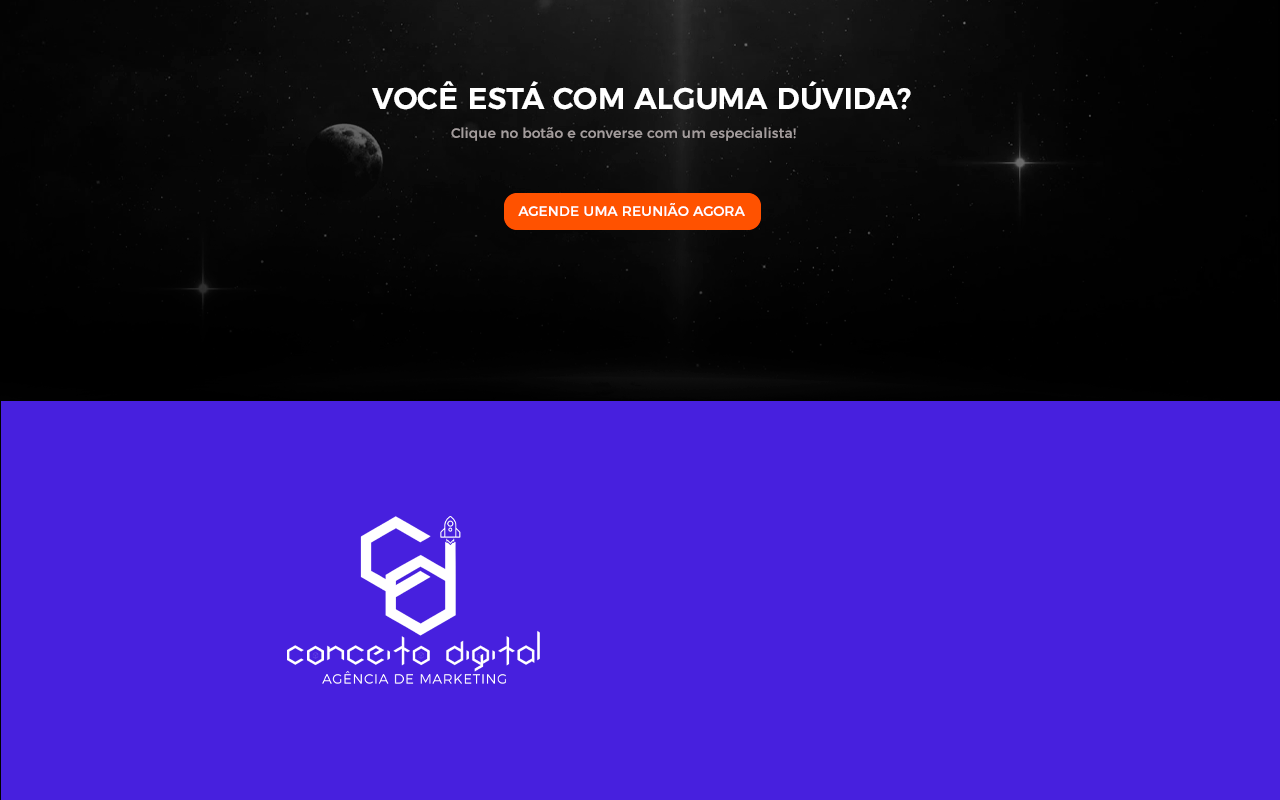 VOCÊ ESTÁ COM ALGUMA DÚVIDA?
Clique no botão e converse com um especialista!
AGENDE UMA REUNIÃO AGORA
conceito digital
AGÊNCIA DE MARKETING